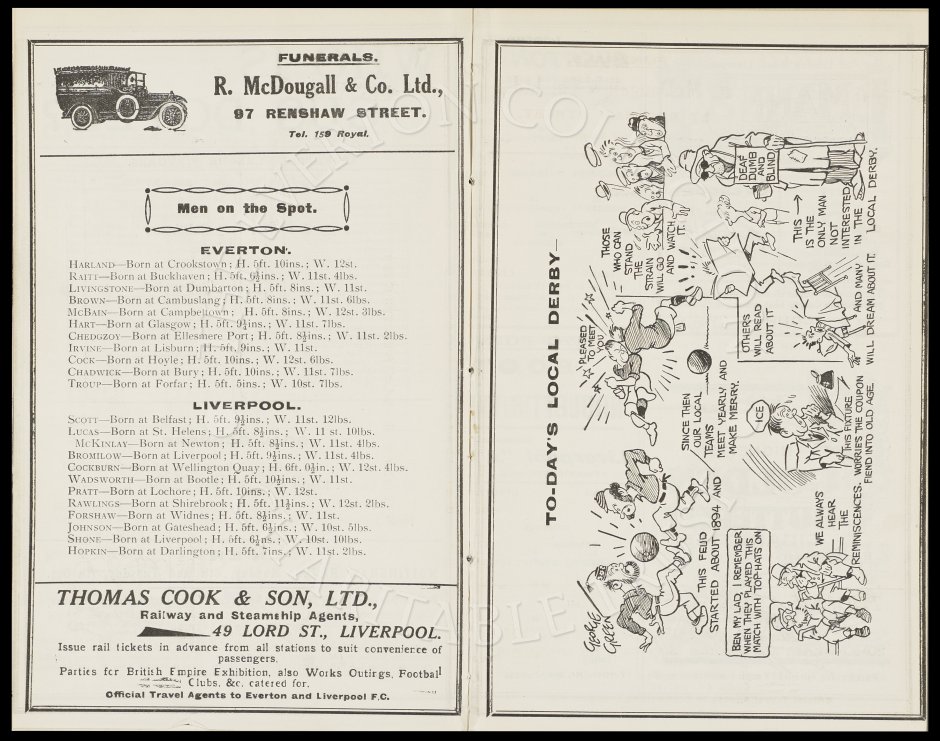 FUNERALS.
R. McDougall & Co. Ltd.,
97 RENSHAW STREET.
Tel. 159 Royal.
Men on the Spot.
EVERTON.
HARLAND—Born at Crookstown; H. 5ft. 10ins.; W. 12st.
RAITT—Born at Buckhaven; H. 5ft. 6½ins.; W. 11st. 4lbs.
LIVINGSTONE—Born at Dumbarton; H. 5ft. 8ins.; W. 11st.
BROWN—Born at Cambuslang; H. 5ft. 8ins.; W. 11st. 6lbs.
MCBAIN—Born at Campbeltown; H. 5ft. 8ins.; W. 12st. 3lbs.
HART—Born at Glasgow; H. 5ft. 9½ins.; W. 11st. 7lbs.
CHEDGZOY—Born at Ellesmere Port; H. 5ft. 8½ins.; W. 11st. 2lbs.
IRVINE—Born at Lisburn; H. 5ft. 9ins.; W. 11st.
COCK—Born at Hoyle; H. 5ft. 10ins.; W. 12st. 6lbs.
CHADWICK—Born at Bury; H. 5ft. 10ins.; W. 11st. 7lbs.
TROUP—Born at Forfar; H. 5ft. 5ins.; W. 10st. 7lbs.
LIVERPOOL.
SCOTT—Born at Belfast; H. 5ft. 9½ins.; W. 11st. 12lbs.
LUCAS—Born at St. Helens; H. 5ft. 8½ins.; W. 11 st. 10lbs.
MCKINLAY—Born at Newton; H. 5ft. 8½ins.; W. 11st. 4lbs.
BROMILOW—Born at Liverpool; H. 5ft. 9½ins.; W. 11st. 4lbs.
COCKBURN—Born at Wellington Quay; H. 6ft. 0½in.; W. 12st. 4lbs.
WADSWORTH—Born at Bootle; H. 5ft. 10½ins.; W. 11st.
PRATT—Born at Lochore; H. 5ft. 10ins.; W. 12st.
RAWLINGS—Born at Shirebrook; H. 5ft. 11½ins.; W. 12st. 2lbs.
FORSHAW—Born at Widnes; H. 5ft. 8½ins.; W. 11st.
JOHNSON—Born at Gateshead; H. 5ft. 6½ins.; W. 10st. 5lbs.
SHONE—Born at Liverpool; H. 5ft. 6½ins.; W. 10st. 10lbs.
HOPKIN—Born at Darlington; H. 5ft. 7ins.; W. 11st. 2lbs.
THOMAS COOK & SON, LTD.,
Railway and Steamship Agents,
49 LORD ST., LIVERPOOL.
Issue rail tickets in advance from all stations to suit convenience of
passengers.
Parties for British Empire Exhibition, also Works Outings, Football
Clubs, &c. catered for.
Official Travel Agents to Everton and Liverpool F.C.
TO-DAY'S LOCAL DERBY—
GEORGE
GREEN
THIS FEUD
STARTED ABOUT 1894 AND
PLEASED
TO MEET
YOU
SINCE THEN
OUR LOCAL
TEAMS
MEET YEARLY AND
MAKE MERRY.
THOSE
WHO CAN
STAND
THE
STRAIN
WILL GO
AND
WATCH
IT.
BEN MY LAD, I REMEMBER
WHEN THEY PLAYED THIS
MATCH WITH TOP-HATS ON
WE ALWAYS
HEAR
THE
REMINISCENCES.
ICE
THIS FIXTURE
WORRIES THE COUPON
FIEND INTO OLD AGE.
OTHERS
WILL READ
ABOUT IT
AND MANY
WILL DREAM ABOUT IT.
DEAF
DUMB
AND
BLIND
THIS
IS THE
ONLY MAN
NOT
INTERESTED
IN THE
LOCAL DERBY.